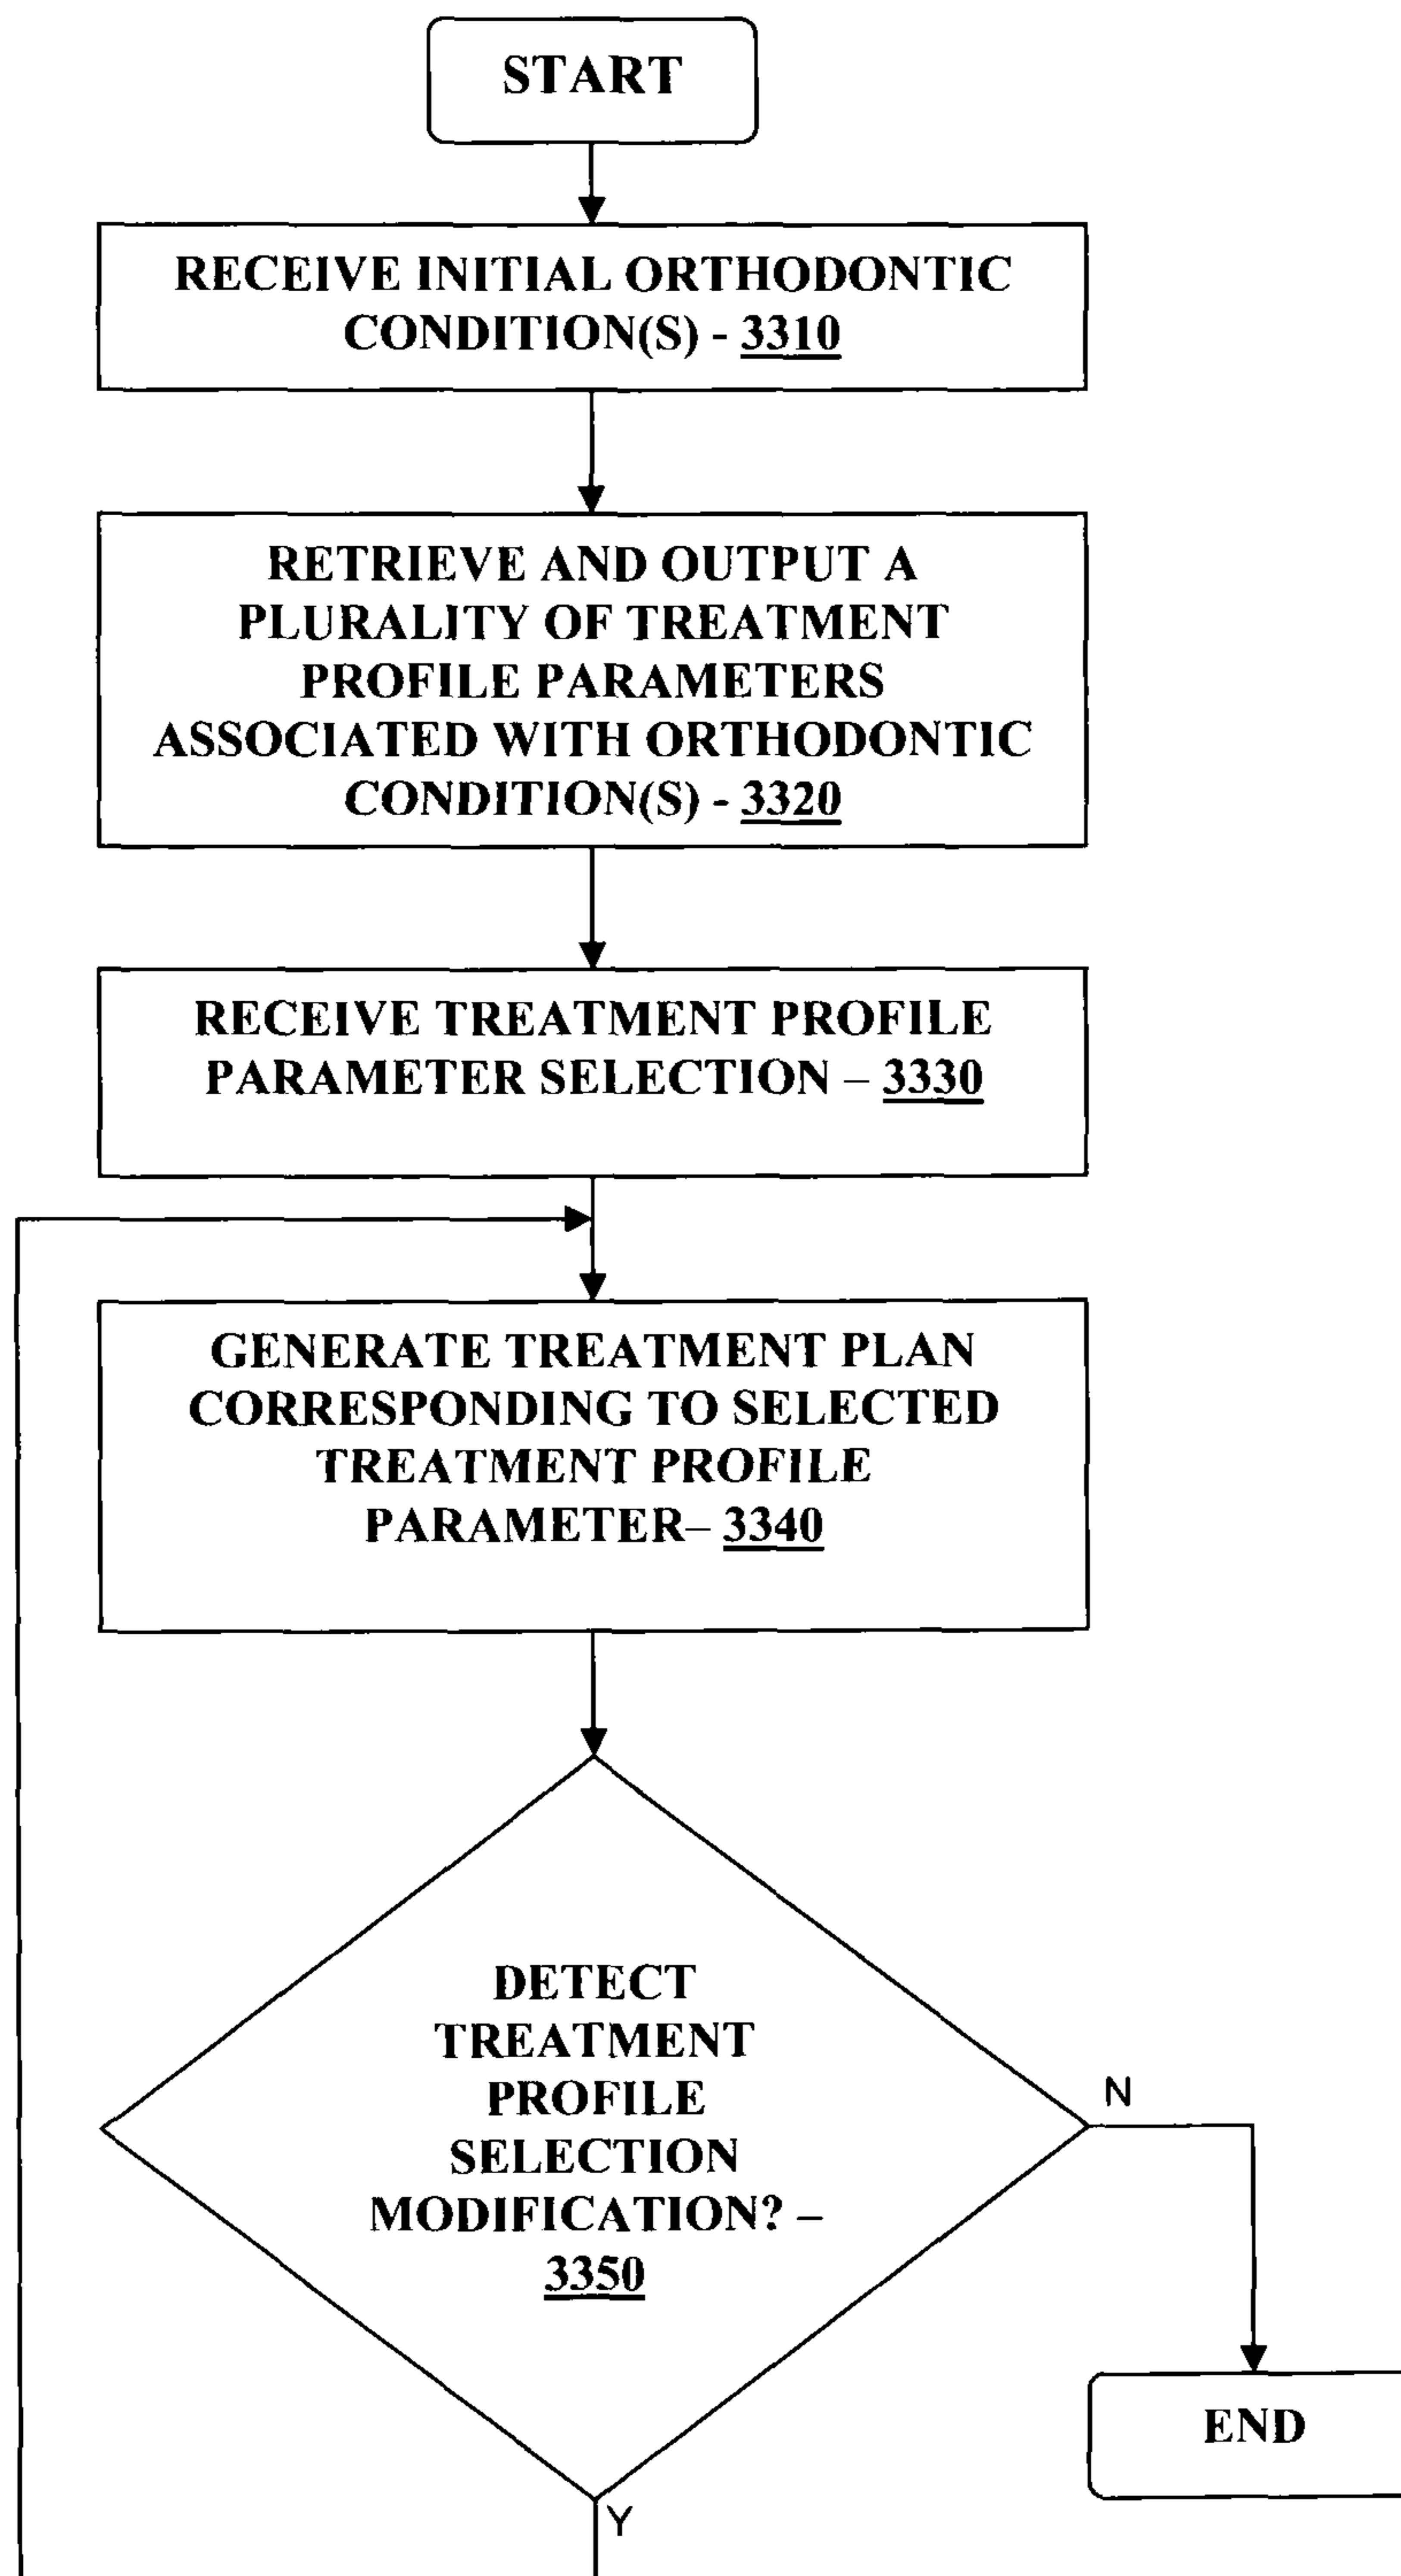 START
RECEIVE INITIAL ORTHODONTIC
CONDITION(S) - 3310
RETRIEVE AND OUTPUT A
PLURALITY OF TREATMENT
PROFILE PARAMETERS
ASSOCIATED WITH ORTHODONTIC
CONDITION(S) - 3320
RECEIVE TREATMENT PROFILE
PARAMETER SELECTION – 3330
GENERATE TREATMENT PLAN
CORRESPONDING TO SELECTED
TREATMENT PROFILE
PARAMETER– 3340
DETECT
TREATMENT
PROFILE
SELECTION
MODIFICATION? –
3350
N
END
Y